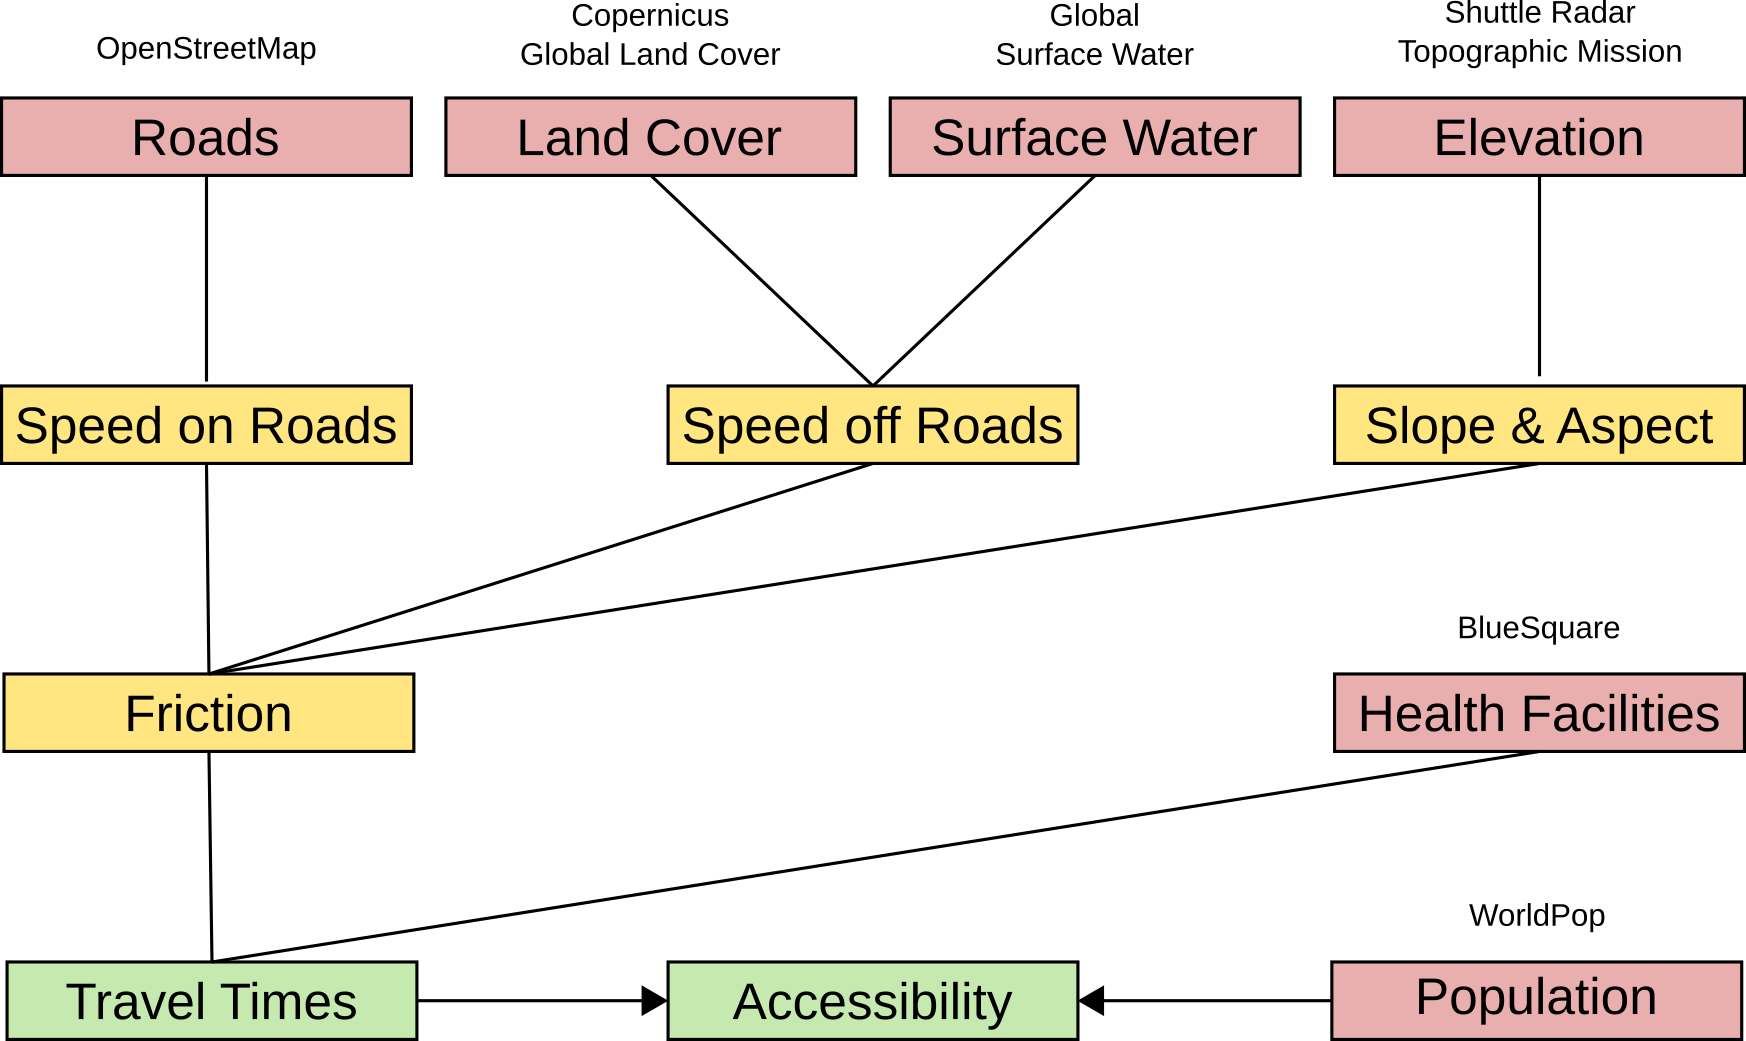 OpenStreetMap
Copernicus
Global Land Cover
Global
Surface Water
Shuttle Radar
Topographic Mission
Roads
Land Cover
Surface Water
Elevation
Speed on Roads
Speed off Roads
Slope & Aspect
BlueSquare
Friction
Health Facilities
WorldPop
Travel Times
Accessibility
Population